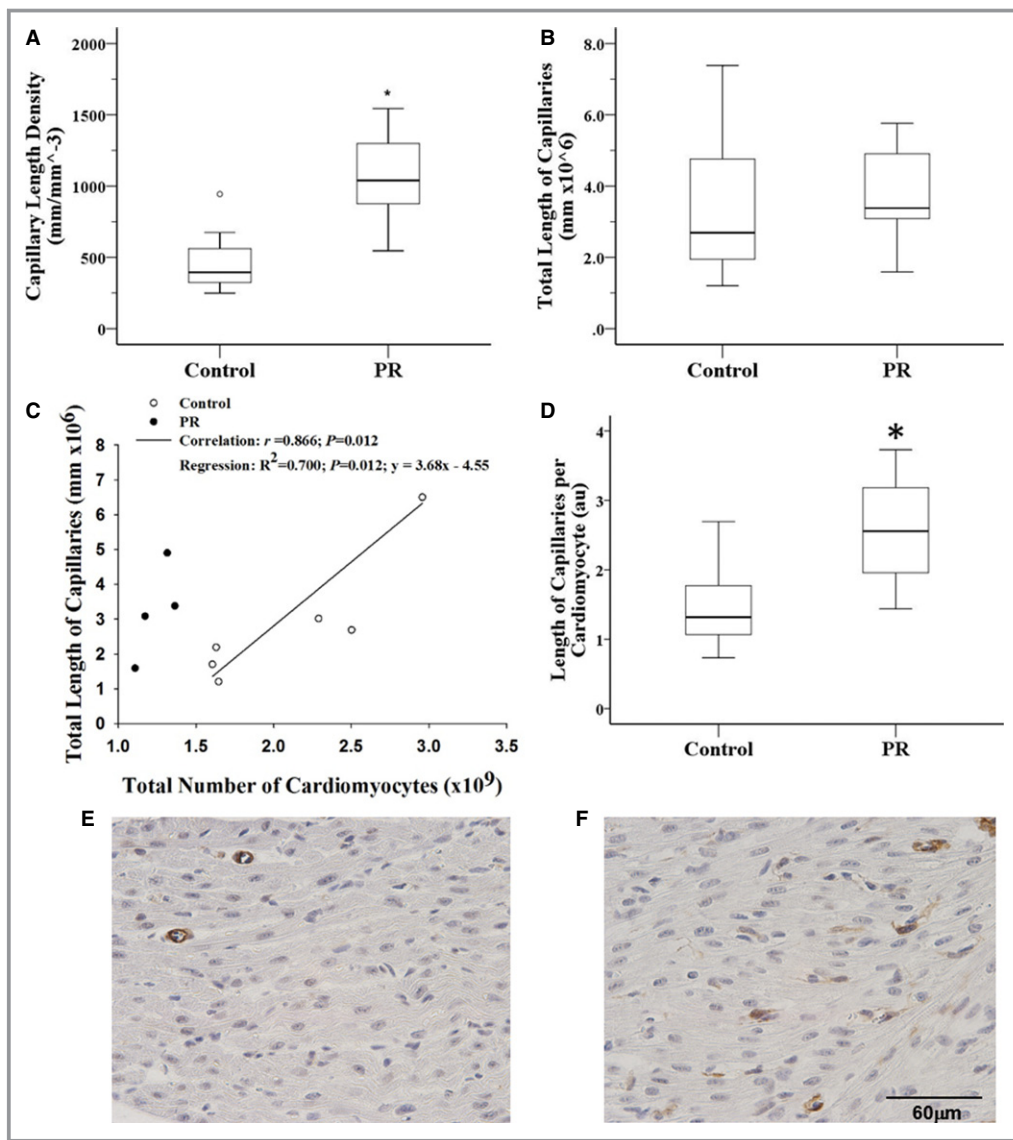 A
Capillary Length Density
(mm/mm^-3)
2000
1500
1000
500
0
*
Control
PR
B
Total Length of Capillaries
(mm x10^6)
8.0
6.0
4.0
2.0
.0
Control
PR
C
Control
PR
Correlation: r =0.866; P=0.012
Regression: R2=0.700; P=0.012; y = 3.68x - 4.55
Total Length of Capillaries (mm x106)
8
7
6
5
4
3
2
1
0
1.0 1.5 2.0 2.5 3.0 3.5
Total Number of Cardiomyocytes (x109)
D
Length of Capillaries per
Cardiomyocyte (au)
4
3
2
1
0
*
Control
PR
E
F
60μm